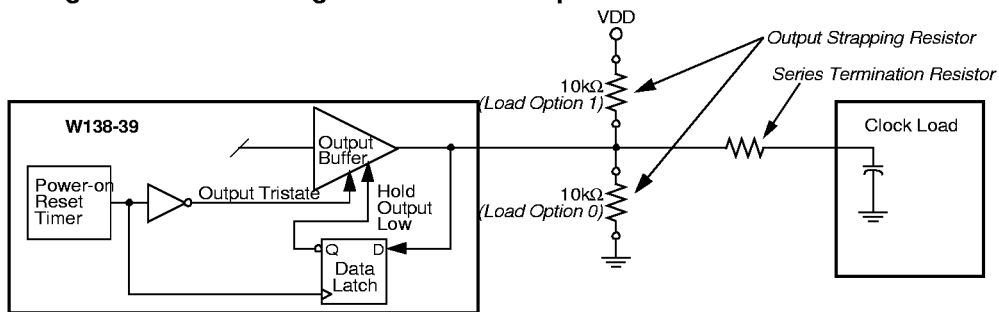 VDD
Output Strapping Resistor
Series Termination Resistor
10kΩ
(Load Option 1)
W138-39
Clock Load
Output
Buffer
Power-on
Reset
Timer
Output Tristate
Hold
Output
Low
10kΩ
(Load Option 0)
Q
D
Data
Latch